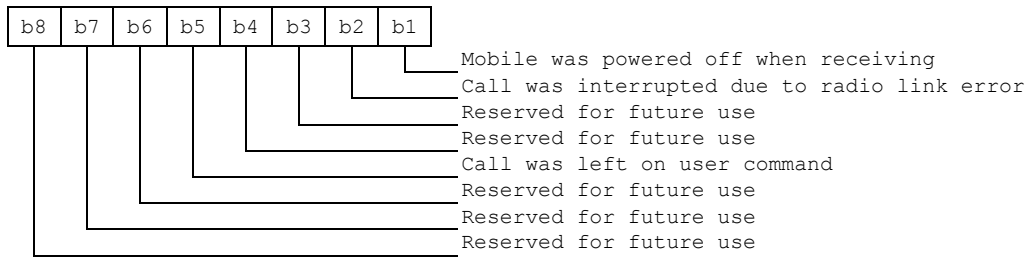 b8 b7 b6 b5 b4 b3 b2 b1
Mobile was powered off when receiving
Call was interrupted due to radio link error
Reserved for future use
Reserved for future use
Call was left on user command
Reserved for future use
Reserved for future use
Reserved for future use